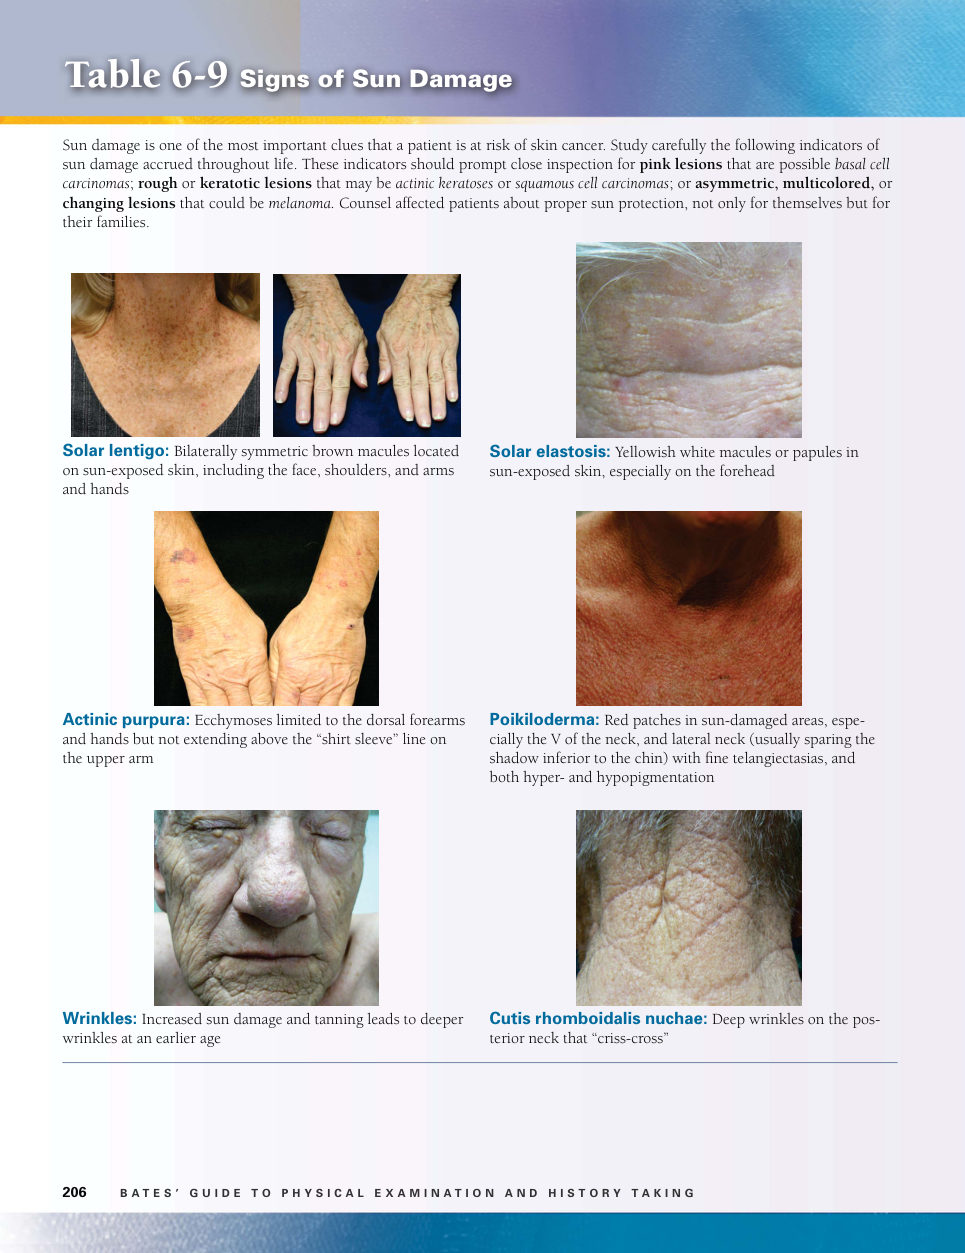 Table 6-9 Signs of Sun Damage
Sun damage is one of the most important clues that a patient is at risk of skin cancer. Study carefully the following indicators of
sun damage accrued throughout life. These indicators should prompt close inspection for pink lesions that are possible basal cell
carcinomas; rough or keratotic lesions that may be actinic keratoses or squamous cell carcinomas; or asymmetric, multicolored, or
changing lesions that could be melanoma. Counsel affected patients about proper sun protection, not only for themselves but for
their families.
Solar lentigo: Bilaterally symmetric brown macules located
on sun-exposed skin, including the face, shoulders, and arms
and hands
Solar elastosis: Yellowish white macules or papules in
sun-exposed skin, especially on the forehead
Actinic purpura: Ecchymoses limited to the dorsal forearms
and hands but not extending above the “shirt sleeve” line on
the upper arm
Poikiloderma: Red patches in sun-damaged areas, espe-
cially the V of the neck, and lateral neck (usually sparing the
shadow inferior to the chin) with fine telangiectasias, and
both hyper- and hypopigmentation
Wrinkles: Increased sun damage and tanning leads to deeper
wrinkles at an earlier age
Cutis rhomboidalis nuchae: Deep wrinkles on the pos-
terior neck that “criss-cross”
206 BATES’ GUIDE TO PHYSICAL EXAMINATION AND HISTORY TAKING